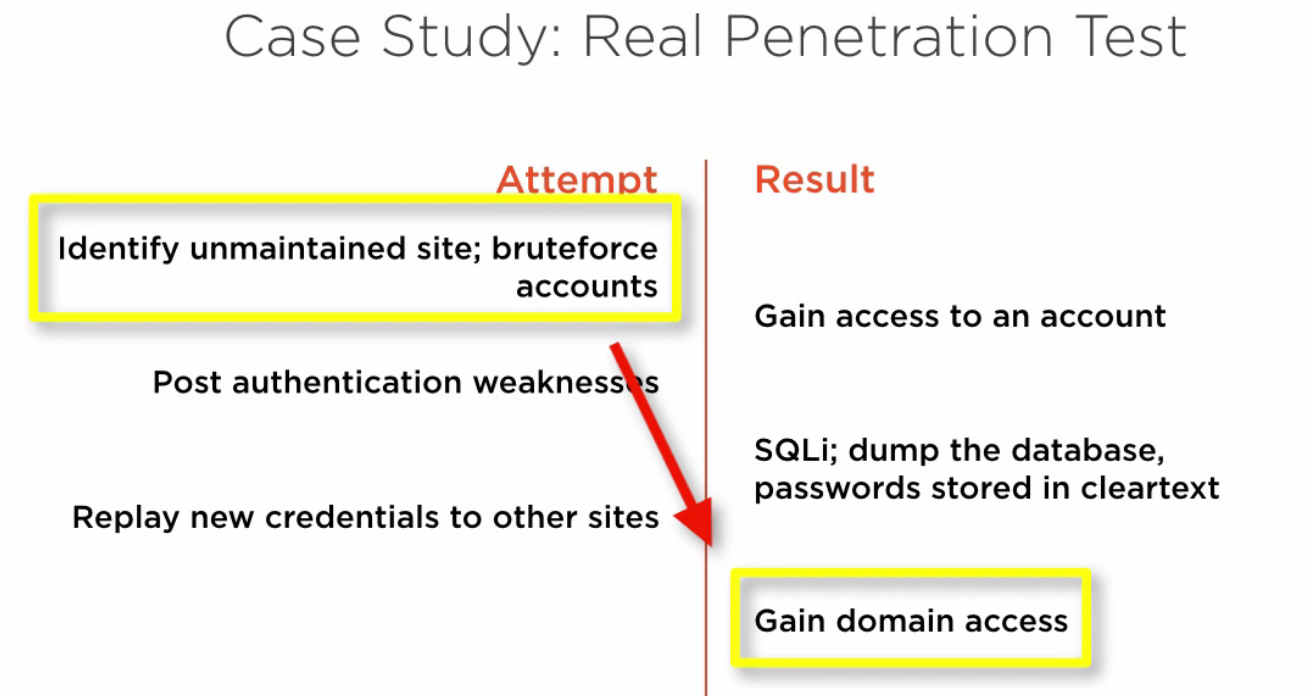 Case Study: Real Penetration Test
Attempt
Result
Identify unmaintained site; bruteforce
accounts
Gain access to an account
Post authentication weaknesses
SQLi; dump the database,
passwords stored in cleartext
Replay new credentials to other sites
Gain domain access